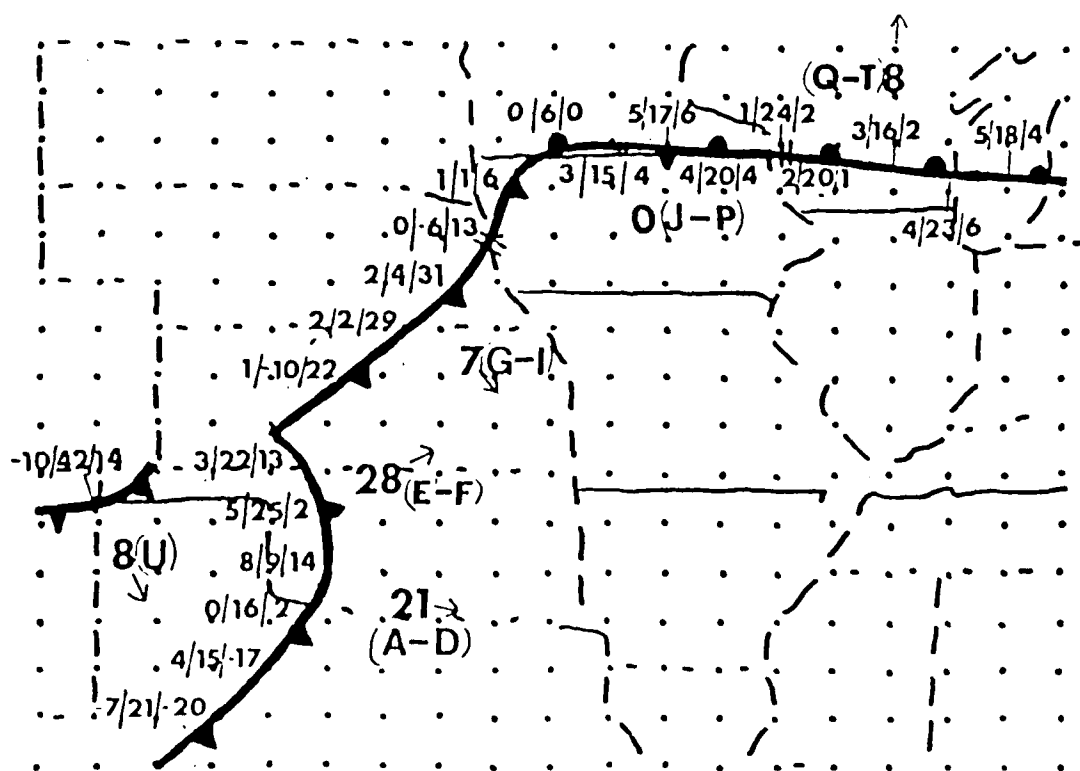 (Q-T)8
0/6/0 5/17/6 1/24/2 3/16/2 5/18/4
1/1/6 3/15/4 4/20/4 2/20/1
0/-6/13 0(J-P) 4/23/6
2/4/31
2/2/29
1/-10/22 7(G-I)
3/22/13
28(E-F)
5/25/2
8(U) 8/9/14
0/16/2 21
(A-D)
4/15/-17
-7/21/-20